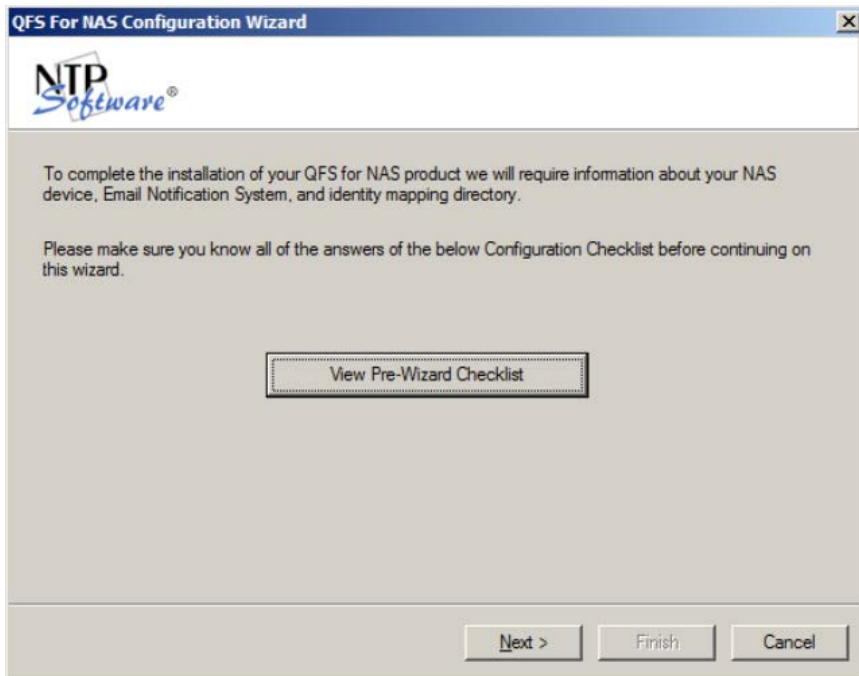 QFS For NAS Configuration Wizard
NTP
Software®
To complete the installation of your QFS for NAS product we will require information about your NAS
device, Email Notification System, and identity mapping directory.
Please make sure you know all of the answers of the below Configuration Checklist before continuing on
this wizard.
View Pre-Wizard Checklist
Next >
Finish
Cancel